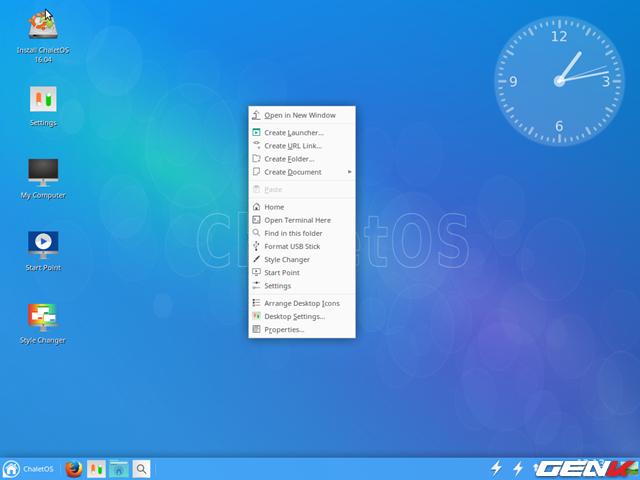 Install ChaletOS
16.04
Settings
My Computer
Start Point
Style Changer
12
9
3
6
ChaletOS
Open in New Window
Create Launcher...
Create URL Link...
Create Folder...
Create Document
Paste
Home
Open Terminal Here
Find in this folder
Format USB Stick
Style Changer
Start Point
Settings
Arrange Desktop Icons
Desktop Settings...
Properties...
ChaletOS
GENK